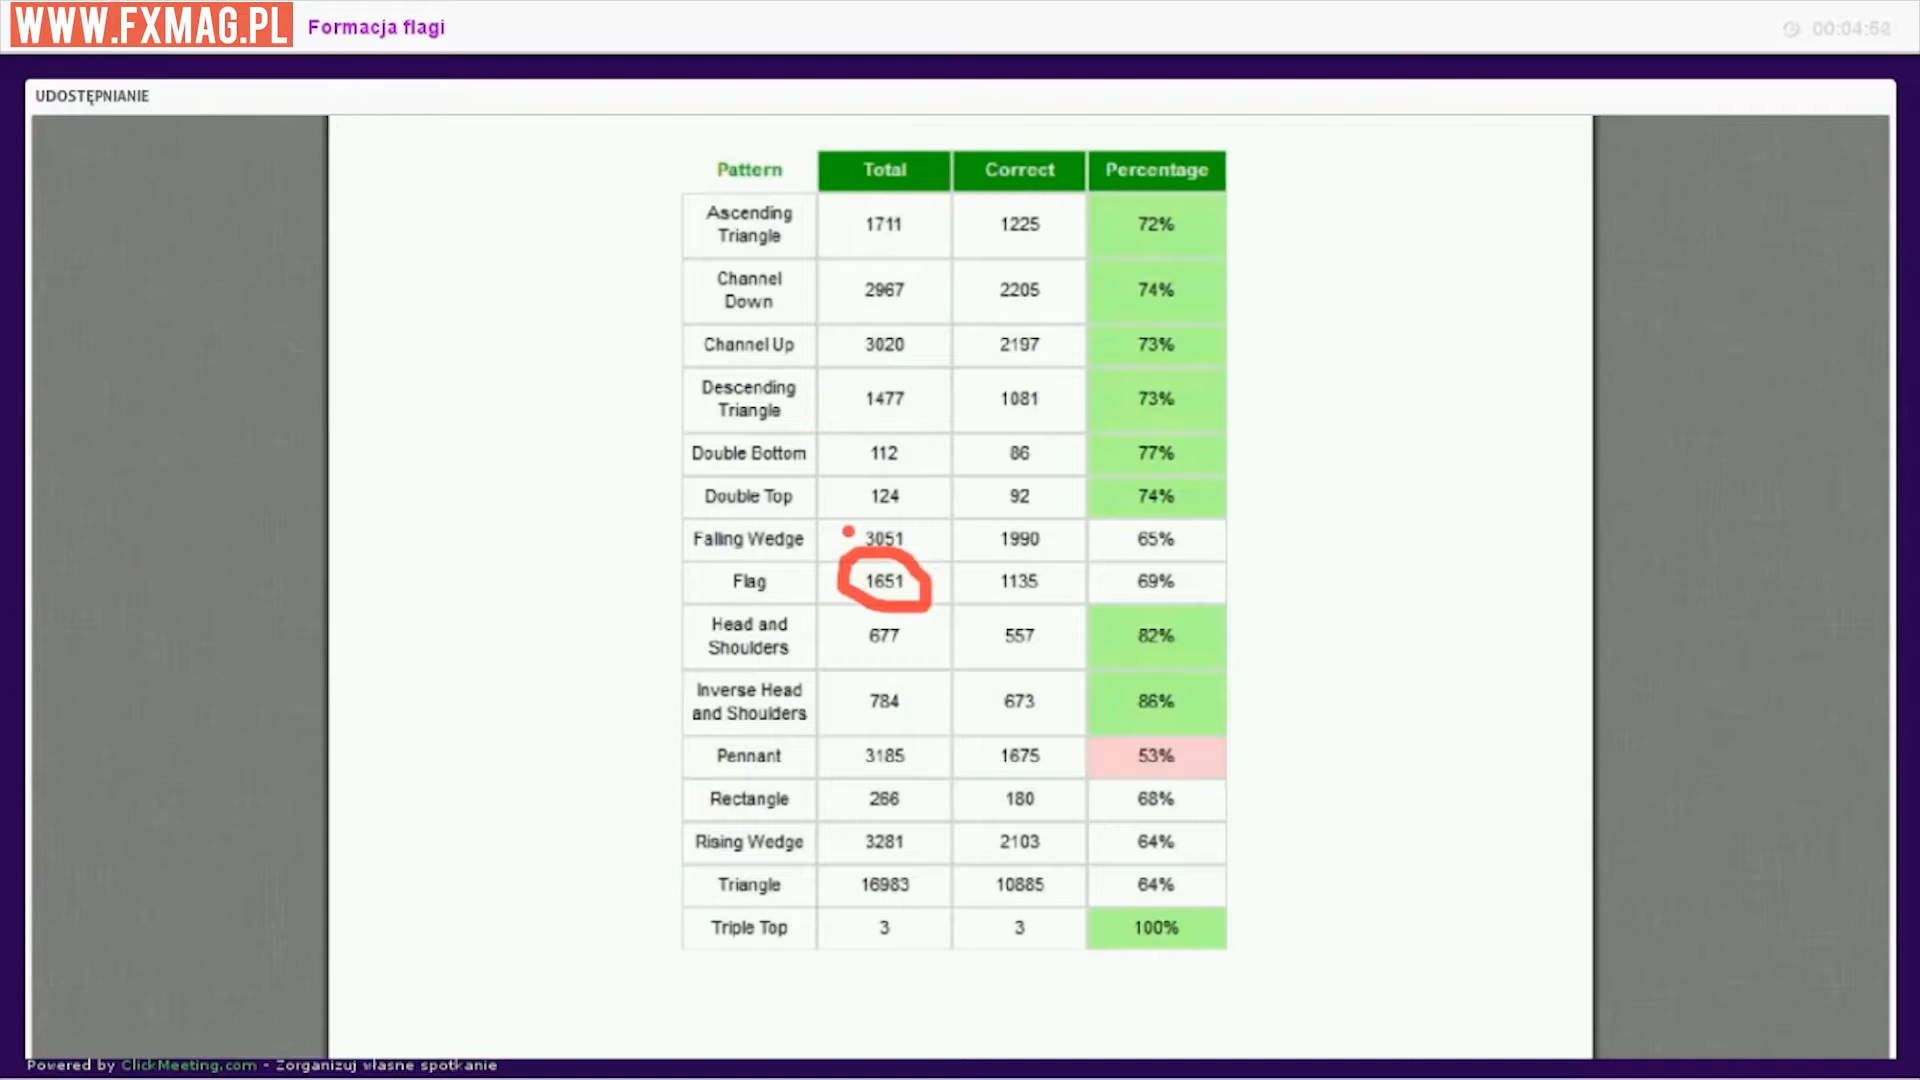 WWW.FXMAG.PL Formacja flagi 00:04:58
UDOSTĘPNIANIE
Pattern Total Correct Percentage
Ascending
Triangle 1711 1225 72%
Channel
Down 2967 2205 74%
Channel Up 3020 2197 73%
Descending
Triangle 1477 1081 73%
Double Bottom 112 86 77%
Double Top 124 92 74%
Falling Wedge 3051 1990 65%
Flag 1651 1135 69%
Head and
Shoulders 677 557 82%
Inverse Head
and Shoulders 784 673 86%
Pennant 3185 1675 53%
Rectangle 266 180 68%
Rising Wedge 3281 2103 64%
Triangle 16983 10885 64%
Triple Top 3 3 100%
Powered by ClickMeeting.com - Zorganizuj własne spotkanie